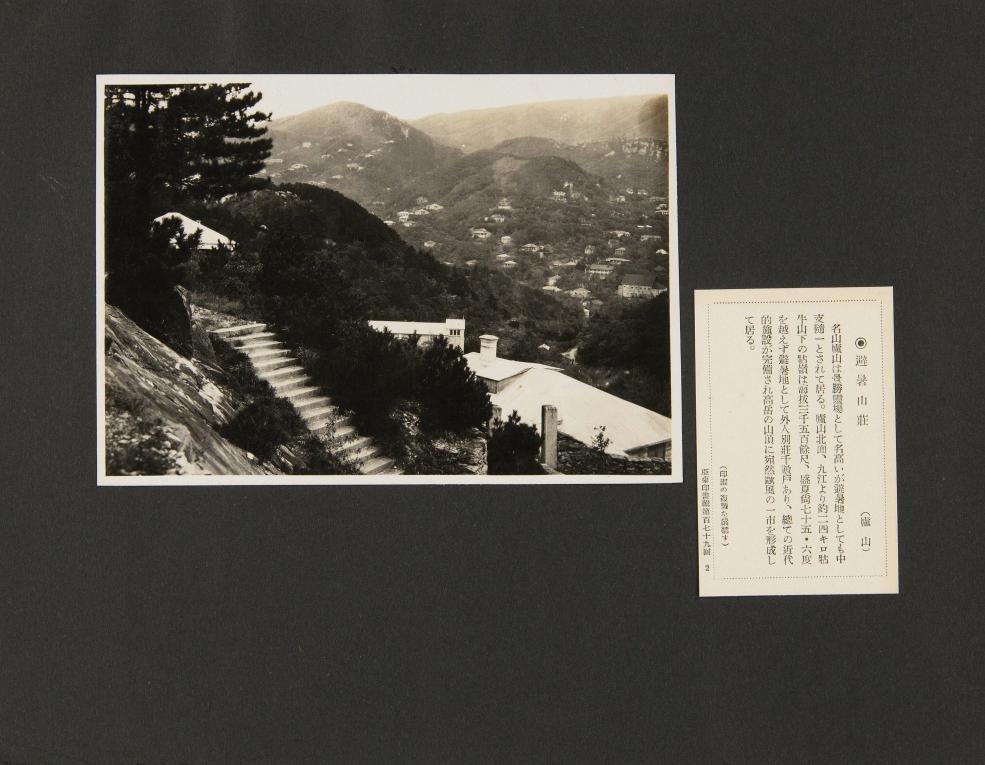 ◉避暑山莊
（廬山）
名山廬山は景勝靈場として名高いが避暑地としても中
支隨一とされて居る。廬山北面、九江より約二四キロ牯
牛山下の牯嶺は海拔三千五百餘尺、盛夏尙七十五・六度
を越えず避暑地として外人別莊千數戶あり、總ての近代
的施設が完備され高岳の山頂に宛然歐風の一市を形成し
て居る。
（印畫の複製を嚴禁す）
亞東印畫輯第百七十九回 2